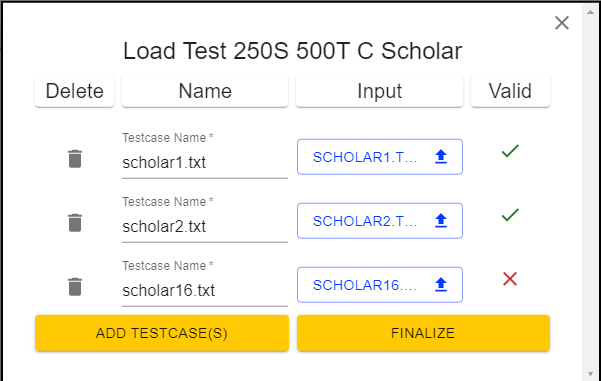 Load Test 250S 500T C Scholar
Delete Name Input Valid
Testcase Name *
scholar1.txt SCHOLAR1.T...
Testcase Name *
scholar2.txt SCHOLAR2.T...
Testcase Name *
scholar16.txt SCHOLAR16....
ADD TESTCASE(S) FINALIZE